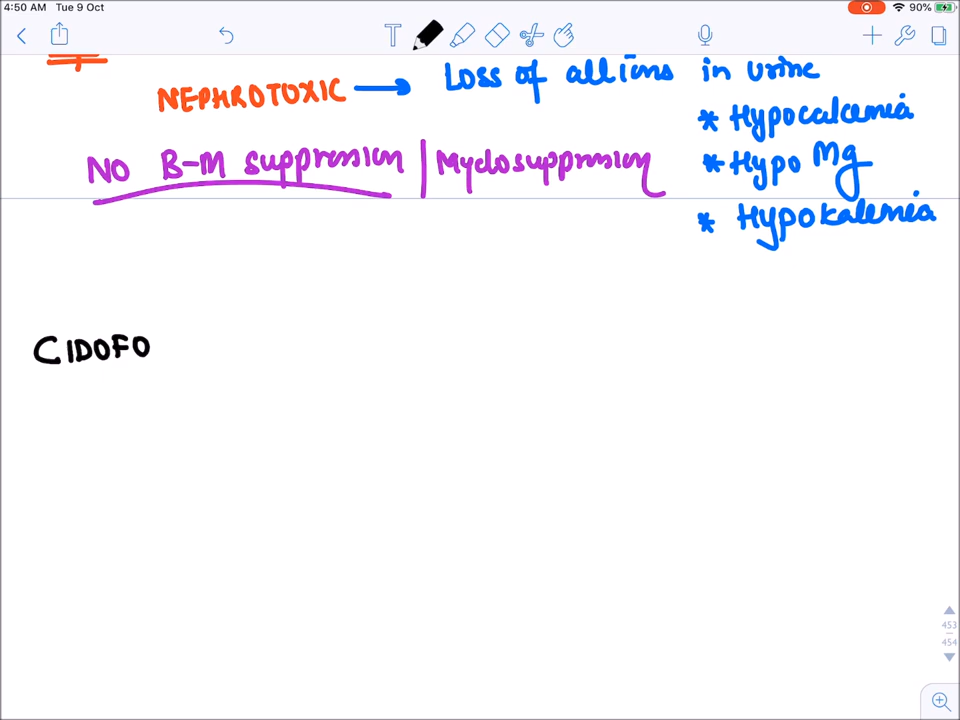 4:50 AM Tue 9 Oct 90%
T
NEPHROTOXIC → Loss of all ions in urine
* Hypocalcemia
NO B-M suppression | Myelosuppression
* Hypo Mg
* Hypokalemia
CIDOFO
453
454